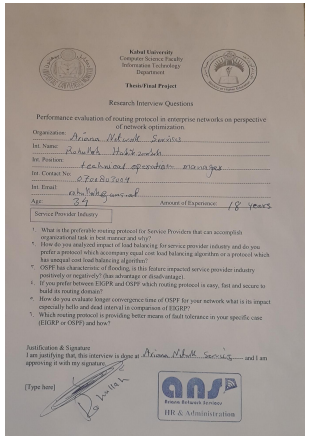 Kabul University
Computer Science Faculty
Information Technology
Department
Thesis/Final Project
Research Interview Questions
Performance evaluation of routing protocol in enterprise networks on perspective
of network optimization.
Organization: Ariana Network Services
Int. Name:
Int. Position: technical operation manager
Int. Contact No:
Int. Email:
Age: 34 Amount of Experience: 18 years
Service Provider Industry
1. What is the preferable routing protocol for Service Providers that can accomplish
organizational task in best manner and why?
How do you analyzed impact of load balancing for service provider industry and do you
prefer a protocol which accompany equal cost load balancing algorithm or a protocol which
has unequal cost load balancing algorithm?
OSPF has characteristic of flooding, is this feature impacted service provider industry
positively or negatively? (has advantage or disadvantage)
If you prefer between EIGPR and OSPF which routing protocol is easy, fast and secure to
build its routing domain?
How do you evaluate longer convergence time of OSPF for your network what is its impact
especially hello and dead interval in comparison of EIGRP?
Which routing protocol is providing better means of fault tolerance in your specific case
(EIGRP or OSPF) and how?
Justification & Signature
I am justifying that, this interview is done at Ariana Network Services and I am
approving it with my signature.
[Type here]
ans
Ariana Network Services
HR & Administration